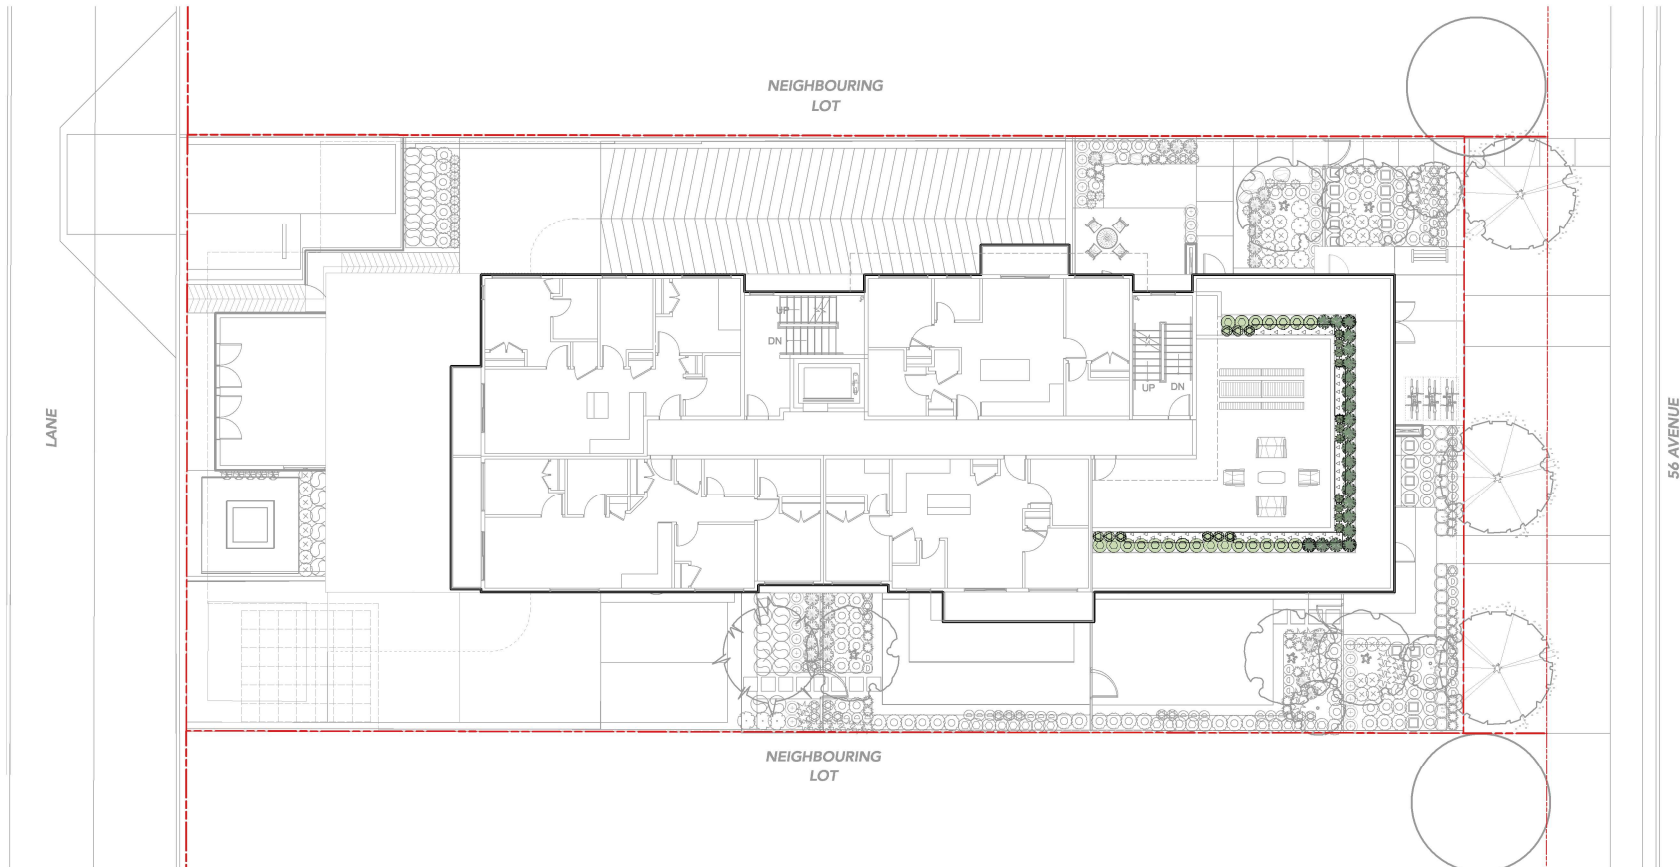 NEIGHBOURING
LOT
UP
DN
UP DN
LANE
56 AVENUE
NEIGHBOURING
LOT